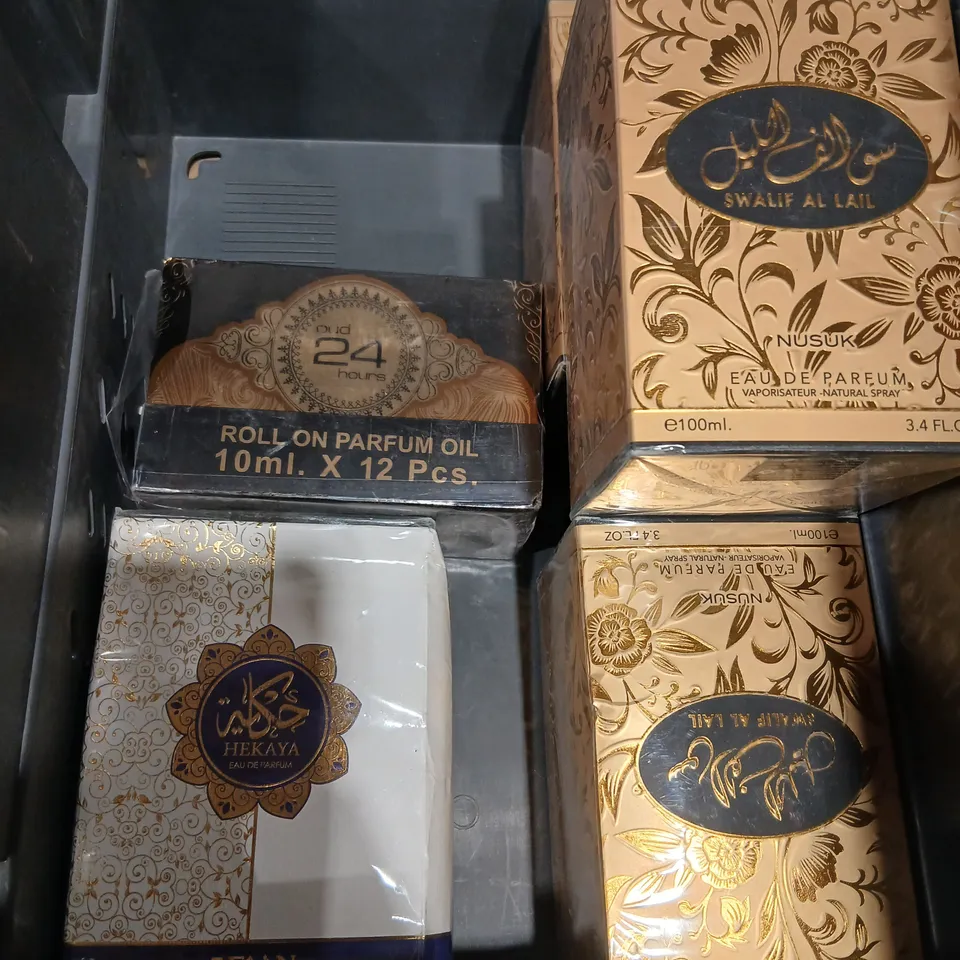 سوالف الليل
SWALIF AL LAIL
NUSUK
EAU DE PARFUM
VAPORISATEUR -NATURAL SPRAY
e100ml.
3.4 FL.O
oud
24
hours
ROLL ON PARFUM OIL
10ml. X 12 Pcs.
حكاية
HEKAYA
EAU DE PARFUM
e100ml.
3.4 FL.OZ
EAU DE PARFUM
VAPORISATEUR -NATURAL SPRAY
NUSUK
SWALIF AL LAIL
سوالف الليل